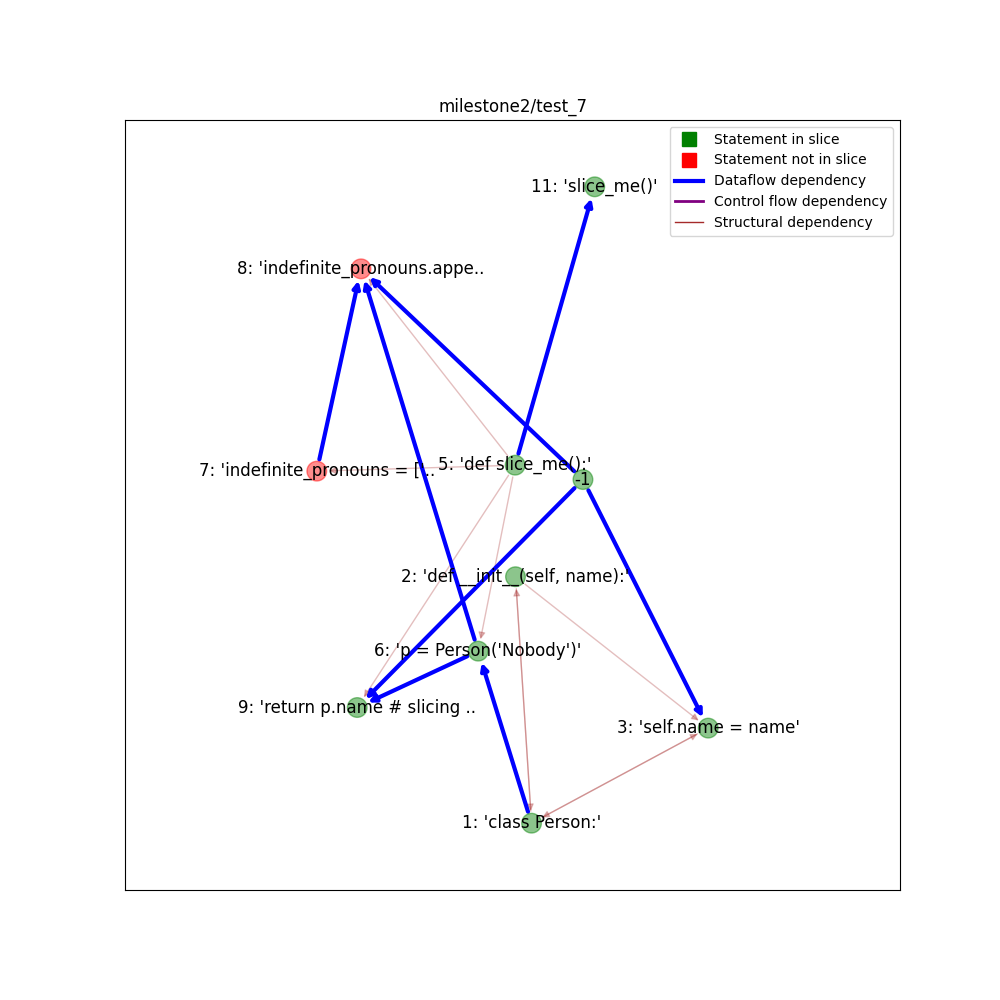 milestone2/test_7
Statement in slice
Statement not in slice
Dataflow dependency
Control flow dependency
Structural dependency
11: 'slice_me()'
8: 'indefinite_pronouns.appe..
5: 'def slice_me():'
7: 'indefinite_pronouns = [..
-1
2: 'def __init__(self, name):'
6: 'p = Person('Nobody')'
9: 'return p.name # slicing ..
3: 'self.name = name'
1: 'class Person:'